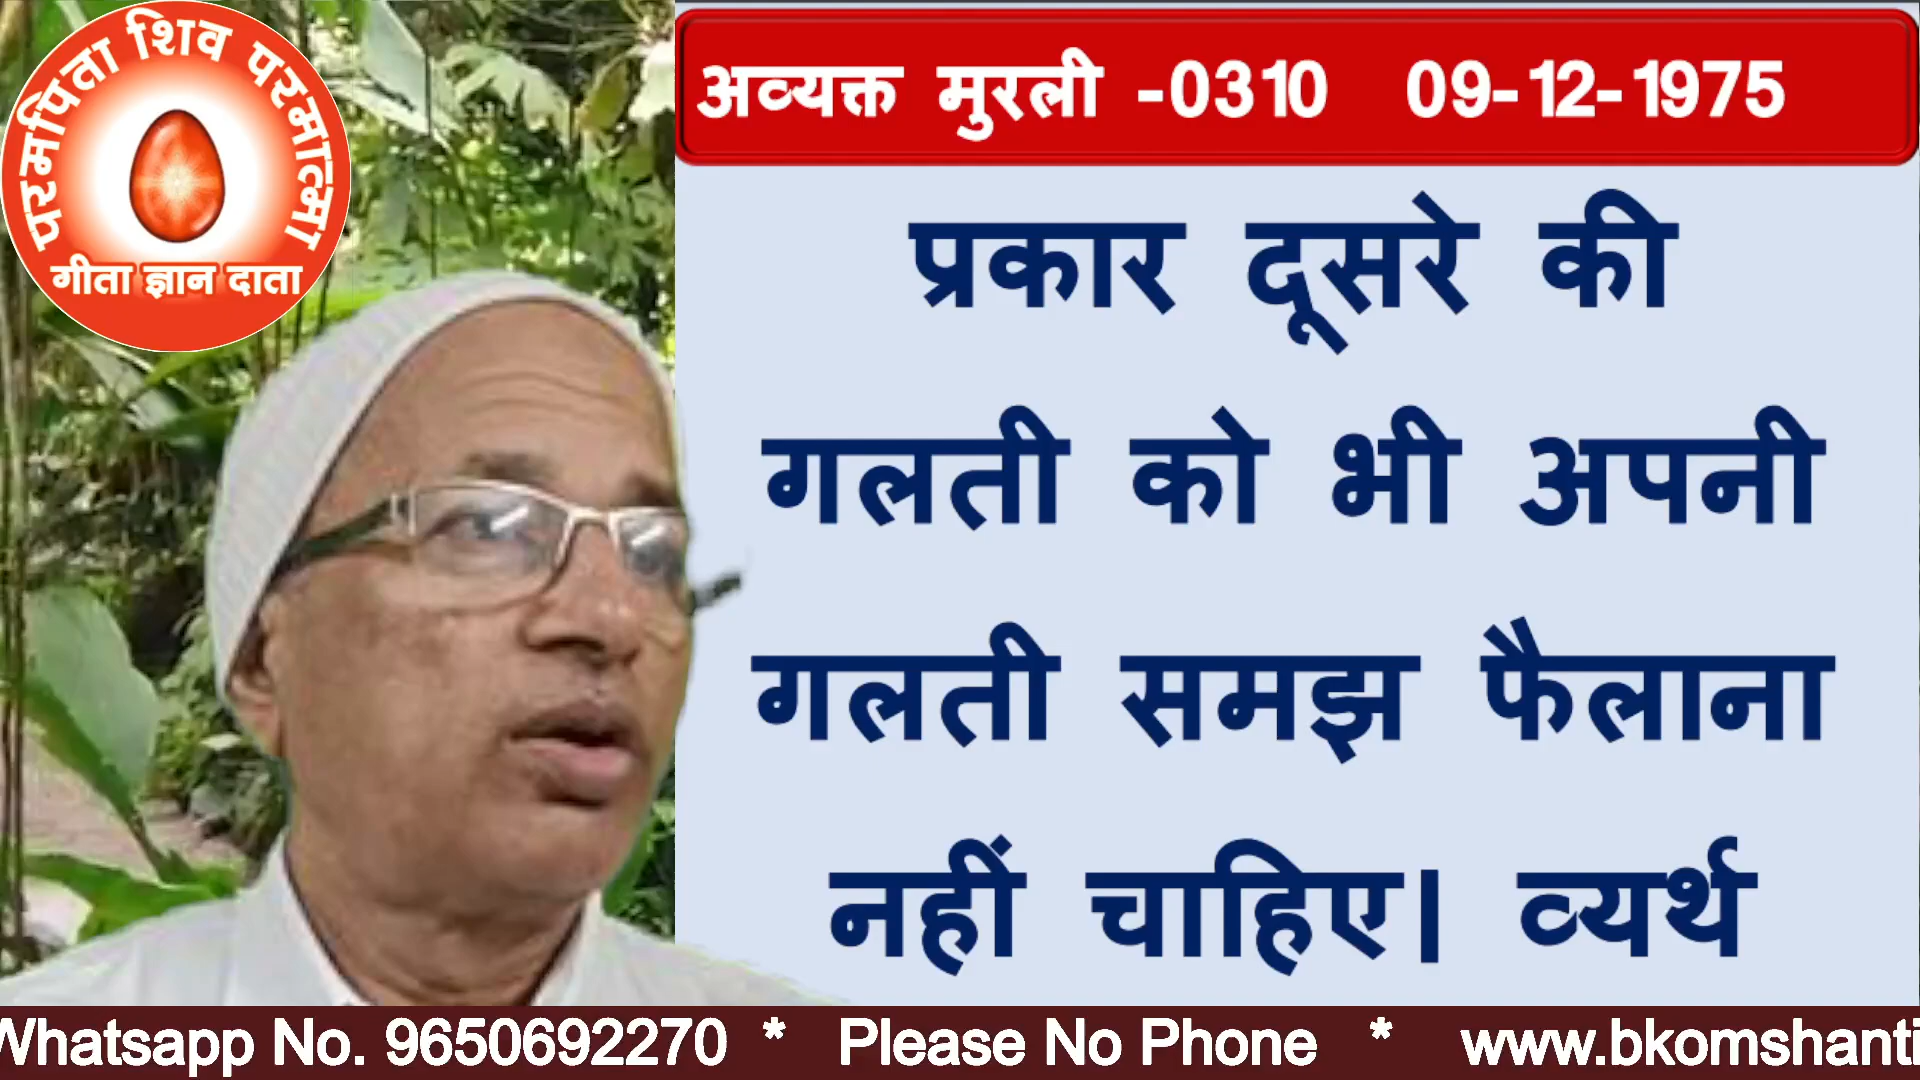 परमपिता शिव परमात्मा
गीता ज्ञान दाता
अव्यक्त मुरली -0310 09-12-1975
प्रकार दूसरे की
गलती को भी अपनी
गलती समझ फैलाना
नहीं चाहिए। व्यर्थ
Whatsapp No. 9650692270 * Please No Phone * www.bkomshanti